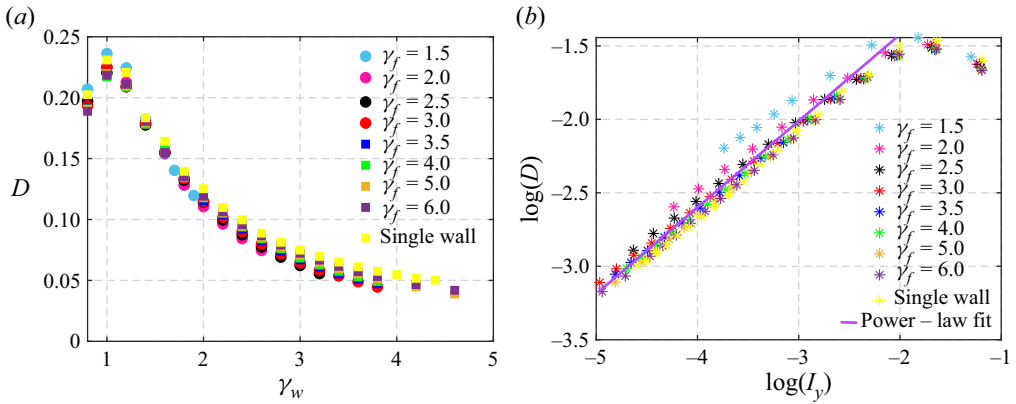 (a)
0.25
0.20
0.15
0.10
0.05
0
D
1
2
3
4
5
γw
γf = 1.5
γf = 2.0
γf = 2.5
γf = 3.0
γf = 3.5
γf = 4.0
γf = 5.0
γf = 6.0
Single wall
(b)
−1.5
−2.0
−2.5
−3.0
−3.5
log(D)
−5
−4
−3
−2
−1
log(Iy)
γf = 1.5
γf = 2.0
γf = 2.5
γf = 3.0
γf = 3.5
γf = 4.0
γf = 5.0
γf = 6.0
Single wall
Power – law fit